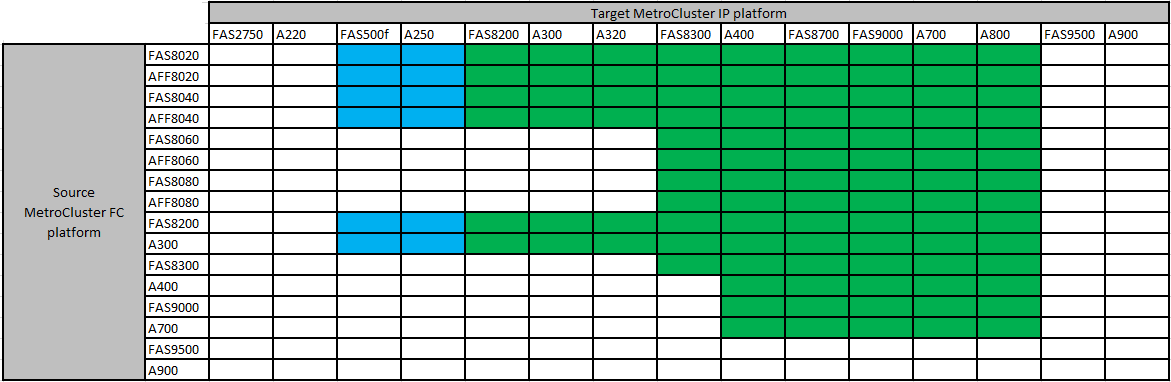 Target MetroCluster IP platform
FAS2750 A220 FAS500f A250 FAS8200 A300 A320 FAS8300 A400 FAS8700 FAS9000 A700 A800 FAS9500 A900
Source
MetroCluster FC
platform
FAS8020
AFF8020
FAS8040
AFF8040
FAS8060
AFF8060
FAS8080
AFF8080
FAS8200
A300
FAS8300
A400
FAS9000
A700
FAS9500
A900